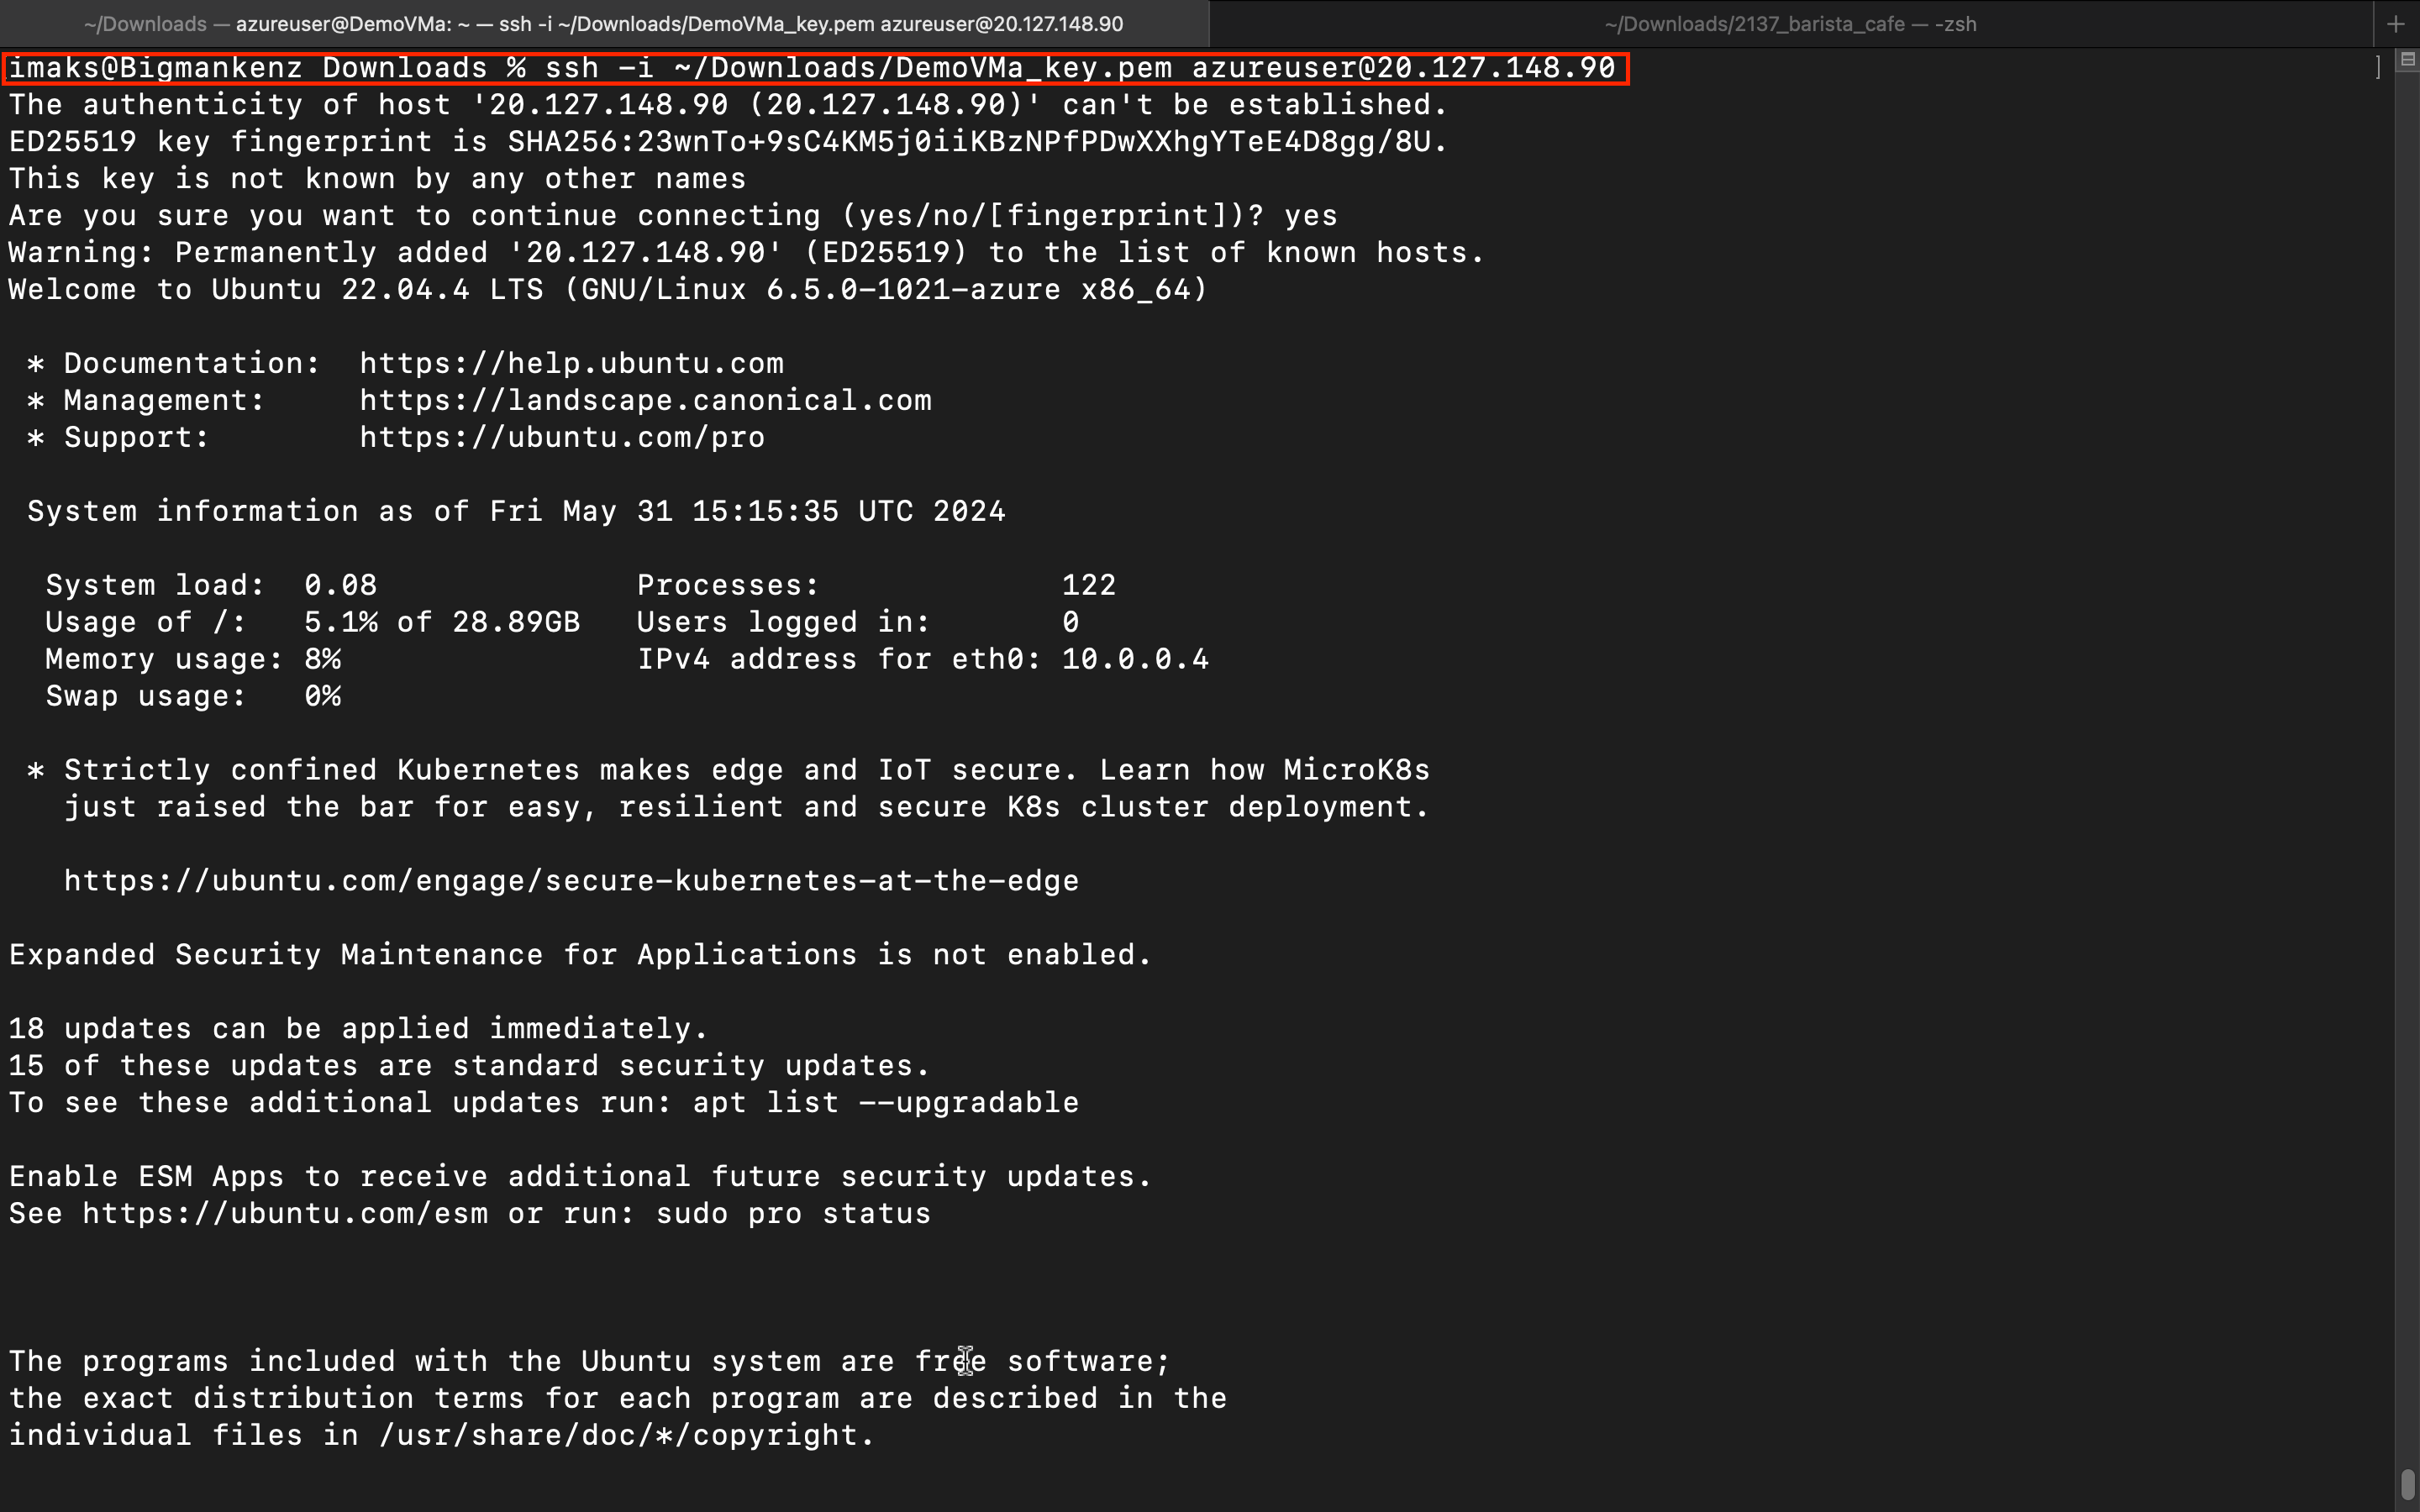 ~/Downloads — azureuser@DemoVMa: ~ — ssh -i ~/Downloads/DemoVMa_key.pem azureuser@20.127.148.90
~/Downloads/2137_barista_cafe — -zsh
imaks@Bigmankenz Downloads % ssh -i ~/Downloads/DemoVMa_key.pem azureuser@20.127.148.90
The authenticity of host '20.127.148.90 (20.127.148.90)' can't be established.
ED25519 key fingerprint is SHA256:23wnTo+9sC4KM5j0iiKBzNPfPDwXXhgYTeE4D8gg/8U.
This key is not known by any other names
Are you sure you want to continue connecting (yes/no/[fingerprint])? yes
Warning: Permanently added '20.127.148.90' (ED25519) to the list of known hosts.
Welcome to Ubuntu 22.04.4 LTS (GNU/Linux 6.5.0-1021-azure x86_64)
* Documentation:  https://help.ubuntu.com
* Management:     https://landscape.canonical.com
* Support:        https://ubuntu.com/pro
System information as of Fri May 31 15:15:35 UTC 2024
System load:  0.08              Processes:             122
Usage of /:   5.1% of 28.89GB   Users logged in:       0
Memory usage: 8%                IPv4 address for eth0: 10.0.0.4
Swap usage:   0%
* Strictly confined Kubernetes makes edge and IoT secure. Learn how MicroK8s
just raised the bar for easy, resilient and secure K8s cluster deployment.
https://ubuntu.com/engage/secure-kubernetes-at-the-edge
Expanded Security Maintenance for Applications is not enabled.
18 updates can be applied immediately.
15 of these updates are standard security updates.
To see these additional updates run: apt list --upgradable
Enable ESM Apps to receive additional future security updates.
See https://ubuntu.com/esm or run: sudo pro status
The programs included with the Ubuntu system are free software;
the exact distribution terms for each program are described in the
individual files in /usr/share/doc/*/copyright.